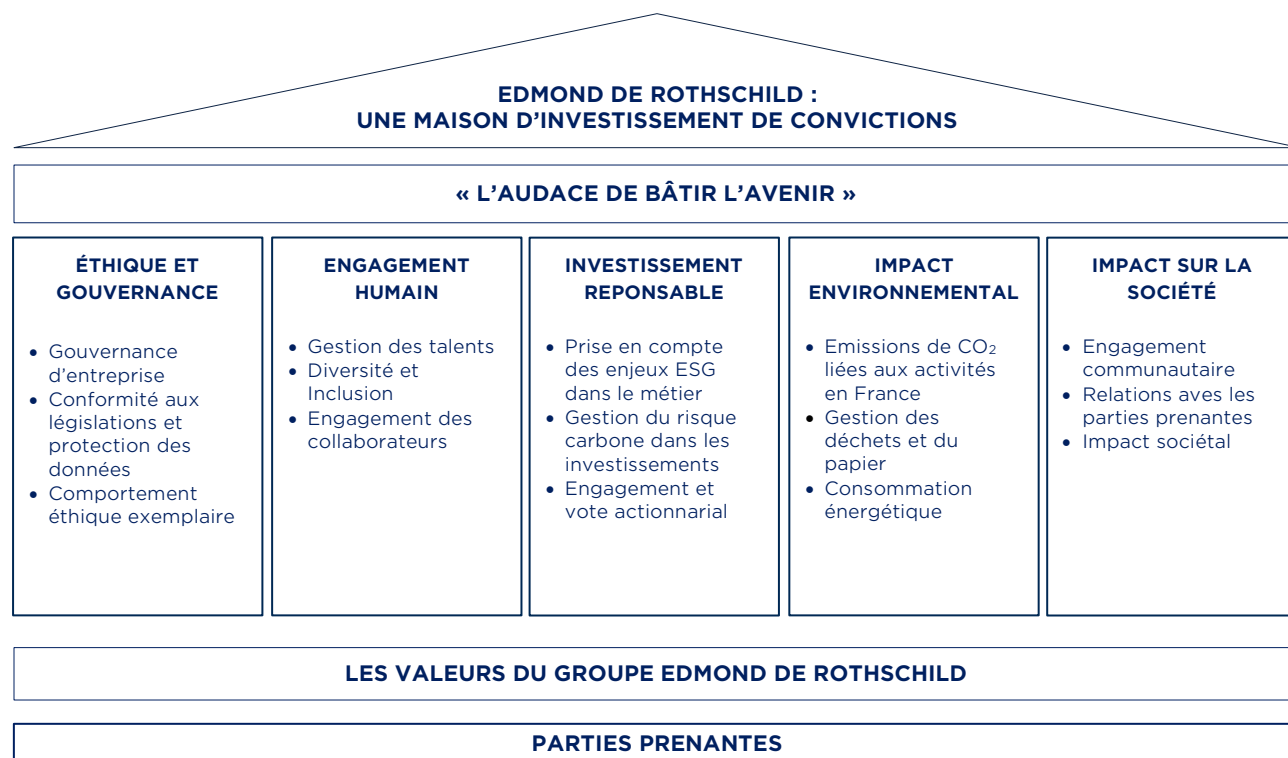 EDMOND DE ROTHSCHILD :
UNE MAISON D'INVESTISSEMENT DE CONVICTIONS
« L'AUDACE DE BÂTIR L'AVENIR »
ÉTHIQUE ET
GOUVERNANCE
• Gouvernance
d'entreprise
• Conformité aux
législations et
protection des
données
• Comportement
éthique exemplaire
ENGAGEMENT
HUMAIN
• Gestion des talents
• Diversité et
Inclusion
• Engagement des
collaborateurs
INVESTISSEMENT
REPONSABLE
• Prise en compte
des enjeux ESG
dans le métier
• Gestion du risque
carbone dans les
investissements
• Engagement et
vote actionnarial
IMPACT
ENVIRONNEMENTAL
• Emissions de CO₂
liées aux activités
en France
• Gestion des
déchets et du
papier
• Consommation
énergétique
IMPACT SUR LA
SOCIÉTÉ
• Engagement
communautaire
• Relations aves les
parties prenantes
• Impact sociétal
LES VALEURS DU GROUPE EDMOND DE ROTHSCHILD
PARTIES PRENANTES